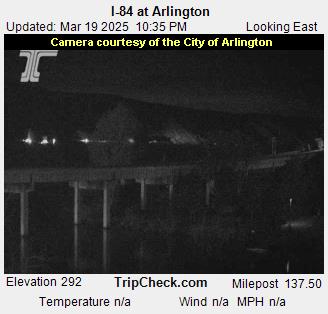 I-84 at Arlington
Updated: Mar 19 2025 10:35 PM Looking East
Camera courtesy of the City of Arlington
Elevation 292 TripCheck.com Milepost 137.50
Temperature n/a Wind n/a MPH n/a